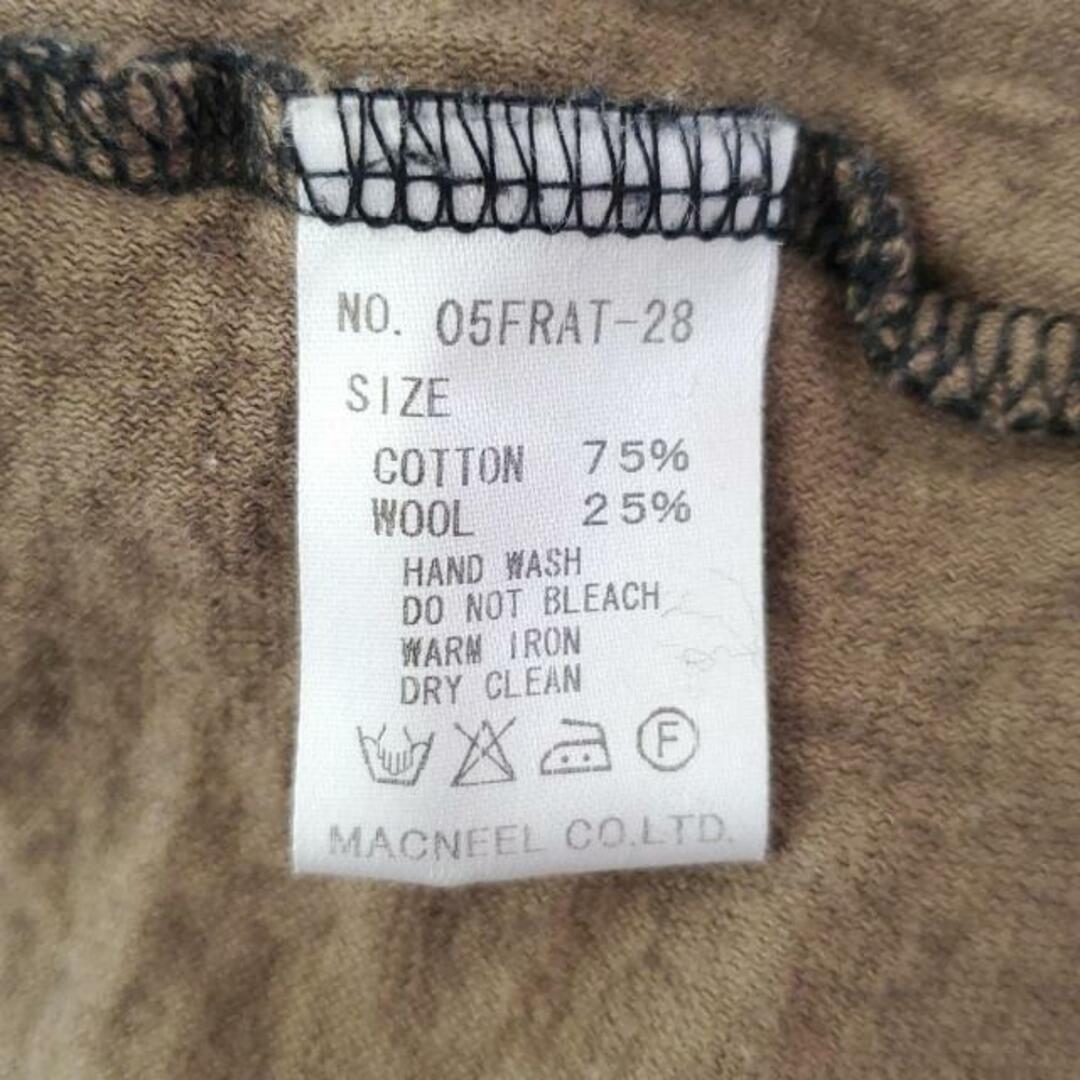 NO. 05FRAT-28
SIZE
COTTON 75%
WOOL 25%
HAND WASH
DO NOT BLEACH
WARM IRON
DRY CLEAN
F
MACNEEL CO.LTD.